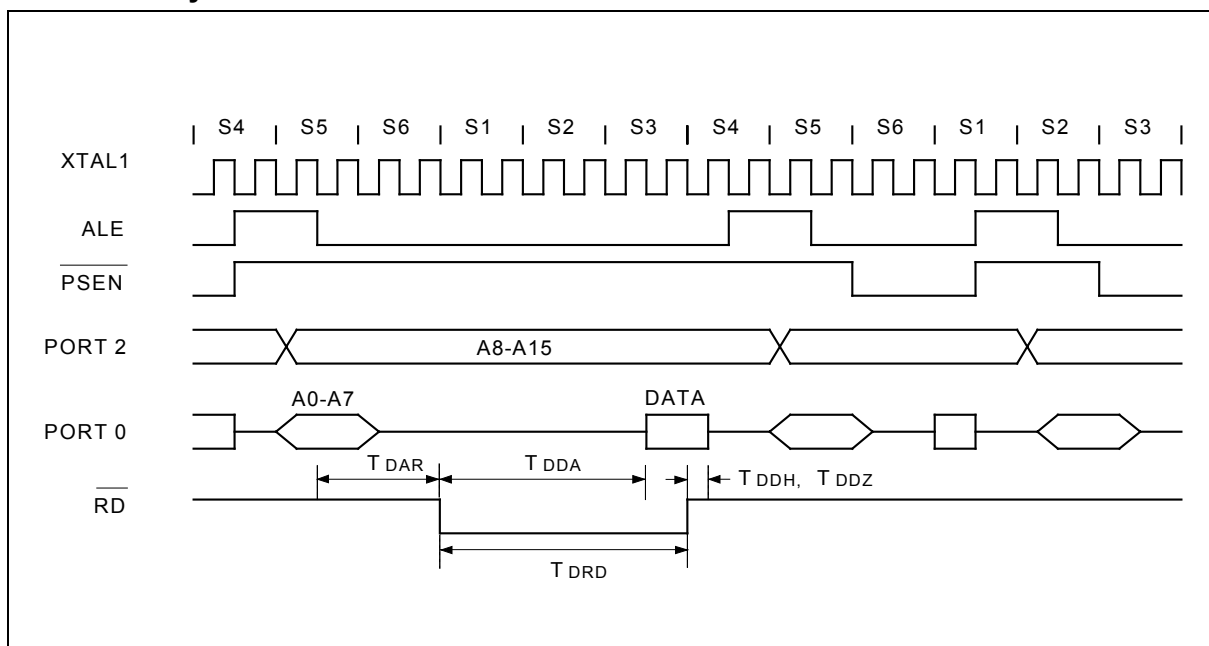 S4 S5 S6 S1 S2 S3 S4 S5 S6 S1 S2 S3
XTAL1
ALE
PSEN
PORT 2
A8-A15
A0-A7 DATA
PORT 0
T DAR T DDA T DDH, T DDZ
RD
T DRD